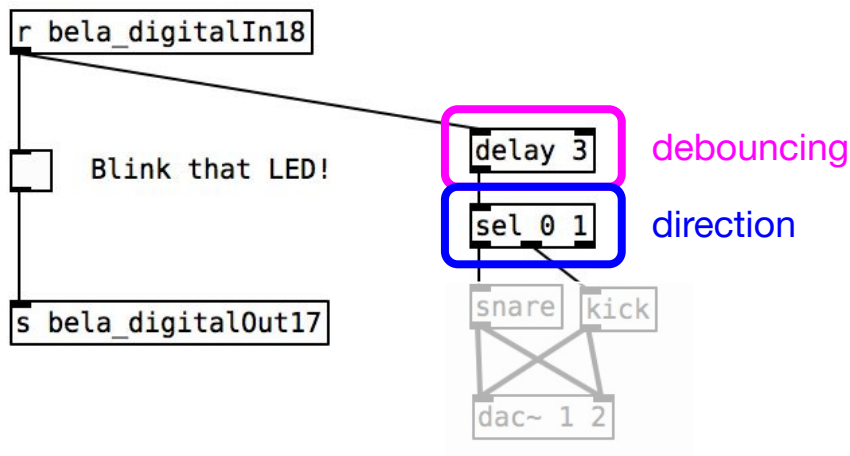 r bela_digitalIn18
Blink that LED!
s bela_digitalOut17
delay 3
debouncing
sel 0 1
direction
snare
kick
dac~ 1 2